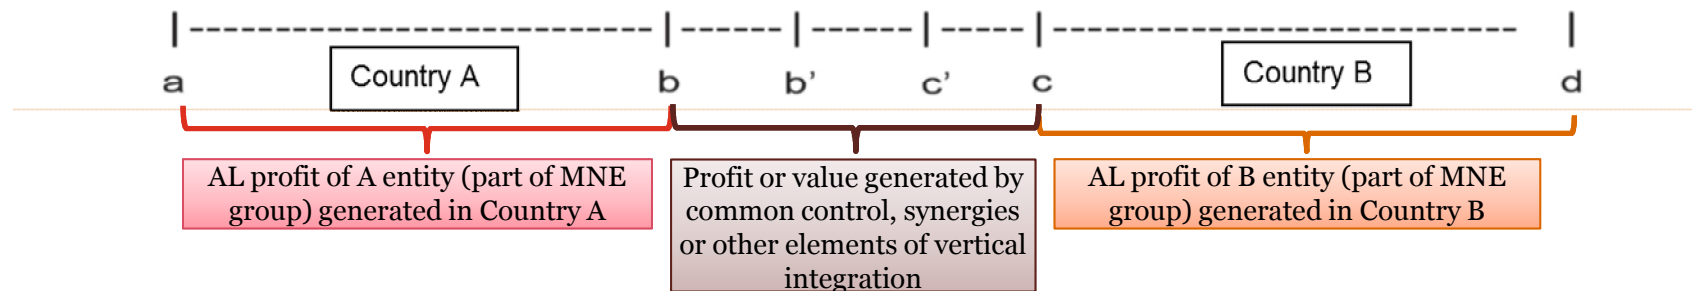 Country A
Country B
a
b
b'
c'
c
d
AL profit of A entity (part of MNE
group) generated in Country A
Profit or value generated by
common control, synergies
or other elements of vertical
integration
AL profit of B entity (part of MNE
group) generated in Country B